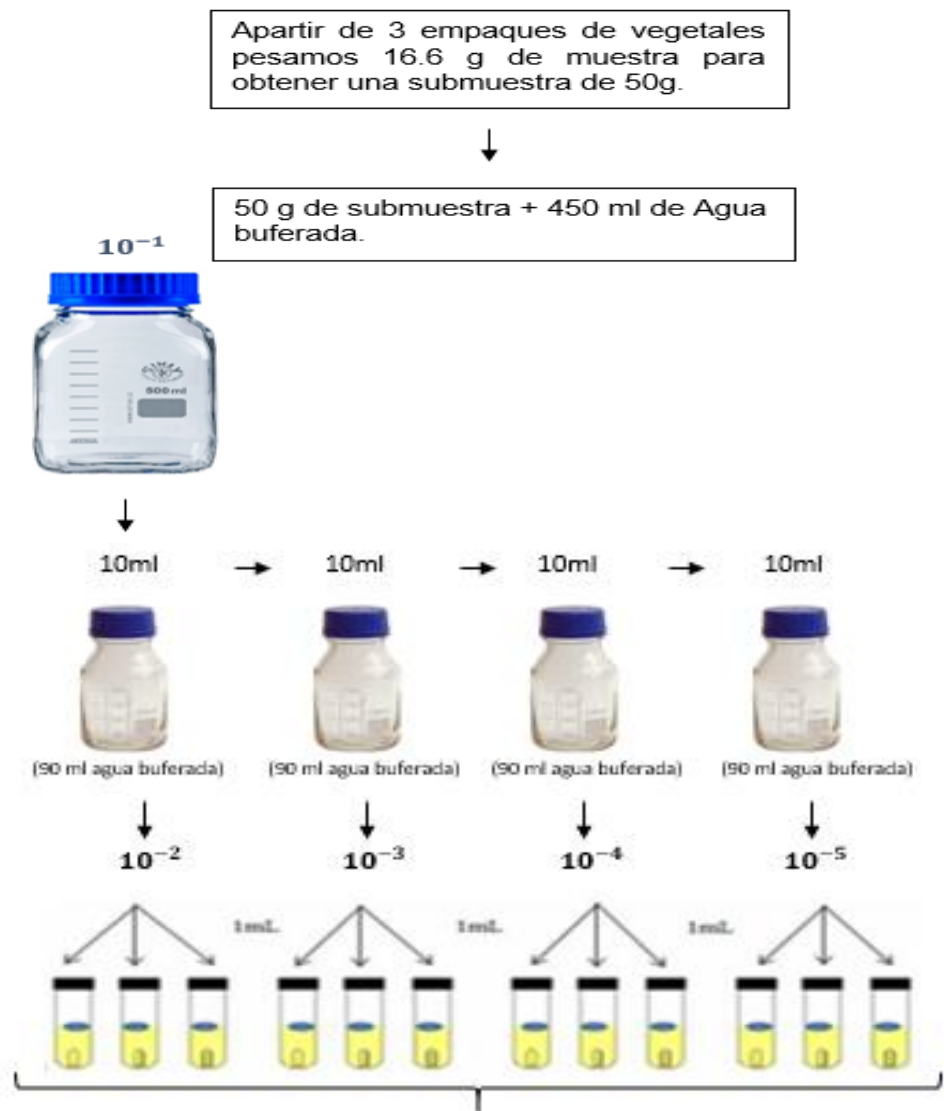 Apartir de 3 empaques de vegetales
pesamos 16.6 g de muestra para
obtener una submuestra de 50g.
50 g de submuestra + 450 ml de Agua
buferada.
10⁻¹
500 ml
10ml
10ml
10ml
10ml
(90 ml agua buferada)
(90 ml agua buferada)
(90 ml agua buferada)
(90 ml agua buferada)
10⁻²
10⁻³
10⁻⁴
10⁻⁵
1mL
1mL
1mL